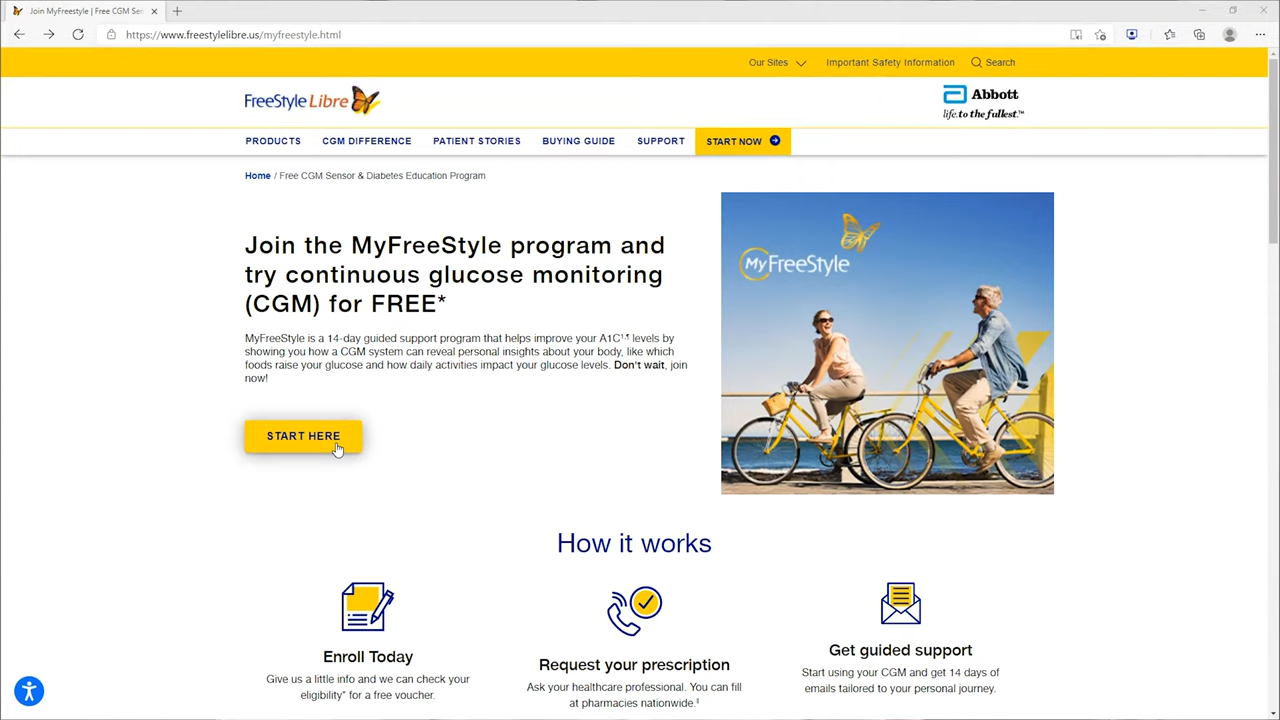 Join MyFreestyle | Free CGM Sen
https://www.freestylelibre.us/myfreestyle.html
Our Sites
Important Safety Information
Search
FreeStyle Libre
Abbott
life.to the fullest.™
PRODUCTS
CGM DIFFERENCE
PATIENT STORIES
BUYING GUIDE
SUPPORT
START NOW
Home / Free CGM Sensor & Diabetes Education Program
Join the MyFreeStyle program and
try continuous glucose monitoring
(CGM) for FREE*
MyFreeStyle is a 14-day guided support program that helps improve your A1C¹,¶ levels by
showing you how a CGM system can reveal personal insights about your body, like which
foods raise your glucose and how daily activities impact your glucose levels. Don't wait, join
now!
START HERE
MyFreeStyle
How it works
Enroll Today
Give us a little info and we can check your
eligibility* for a free voucher.
Request your prescription
Ask your healthcare professional. You can fill
at pharmacies nationwide.‖
Get guided support
Start using your CGM and get 14 days of
emails tailored to your personal journey.